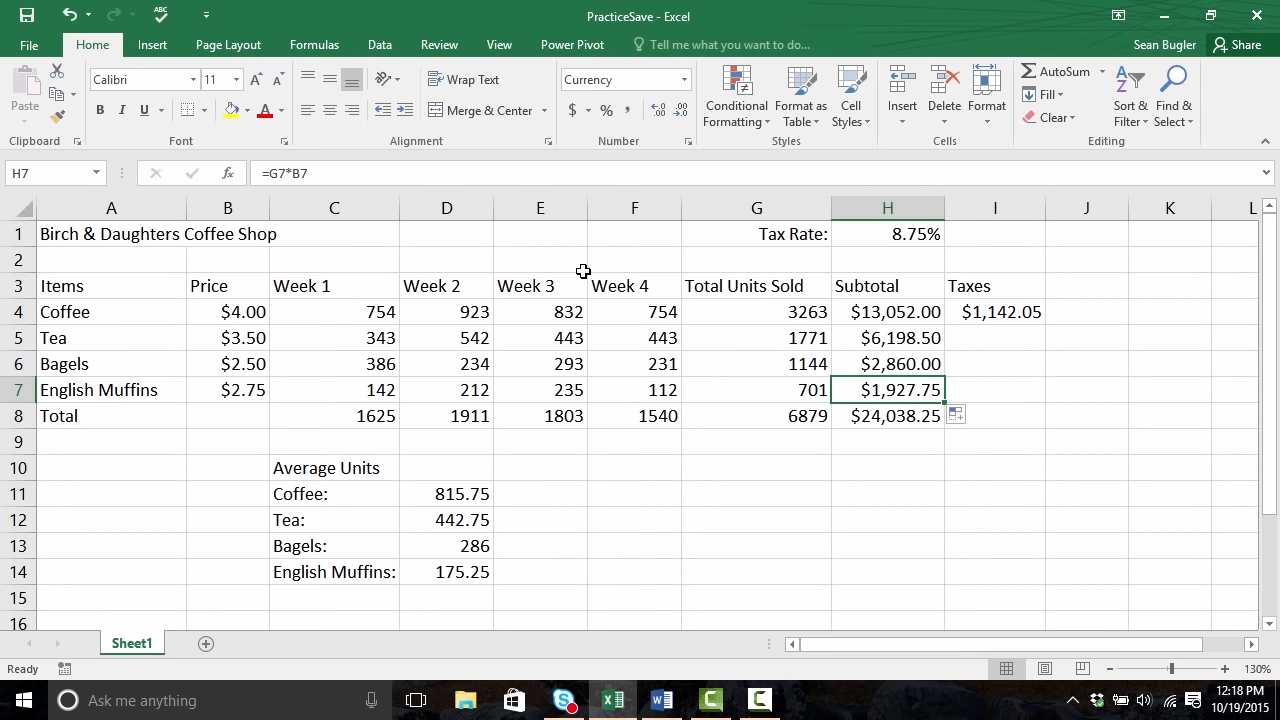 PracticeSave - Excel
File Home Insert Page Layout Formulas Data Review View Power Pivot Tell me what you want to do... Sean Bugler Share
Paste
Clipboard
Calibri 11
B I U A
Font
Wrap Text
Merge & Center
Alignment
Currency
$ % ,
Number
Conditional Formatting
Format as Table
Cell Styles
Styles
Insert Delete Format
Cells
AutoSum
Fill
Clear
Sort & Filter
Find & Select
Editing
H7 fx =G7*B7
A B C D E F G H I J K L
1 Birch & Daughters Coffee Shop Tax Rate: 8.75%
2
3 Items Price Week 1 Week 2 Week 3 Week 4 Total Units Sold Subtotal Taxes
4 Coffee $4.00 754 923 832 754 3263 $13,052.00 $1,142.05
5 Tea $3.50 343 542 443 443 1771 $6,198.50
6 Bagels $2.50 386 234 293 231 1144 $2,860.00
7 English Muffins $2.75 142 212 235 112 701 $1,927.75
8 Total 1625 1911 1803 1540 6879 $24,038.25
9
10 Average Units
11 Coffee: 815.75
12 Tea: 442.75
13 Bagels: 286
14 English Muffins: 175.25
15
16
Sheet1
Ready 130%
Ask me anything 12:18 PM
10/19/2015